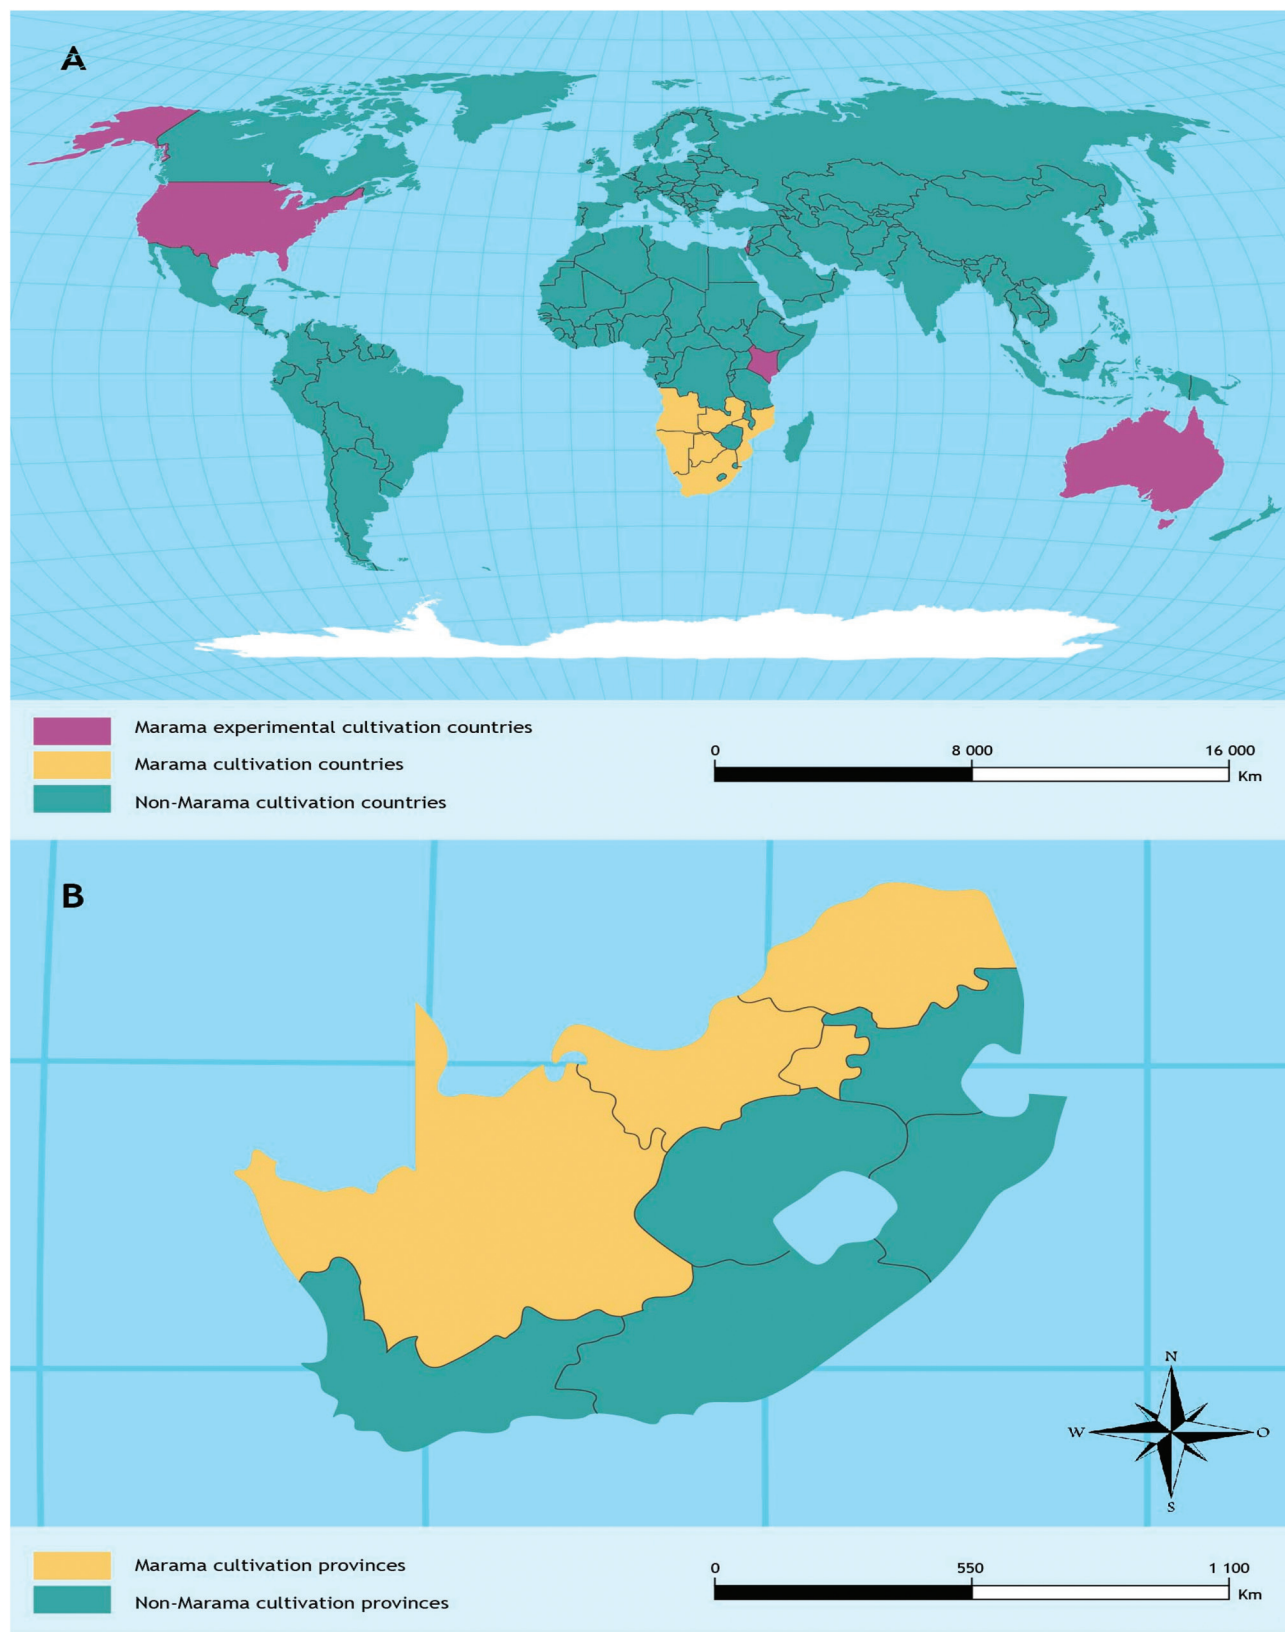 A
Marama experimental cultivation countries
Marama cultivation countries
Non-Marama cultivation countries
0 8 000 16 000
Km
B
N
W O
S
Marama cultivation provinces
Non-Marama cultivation provinces
0 550 1 100
Km